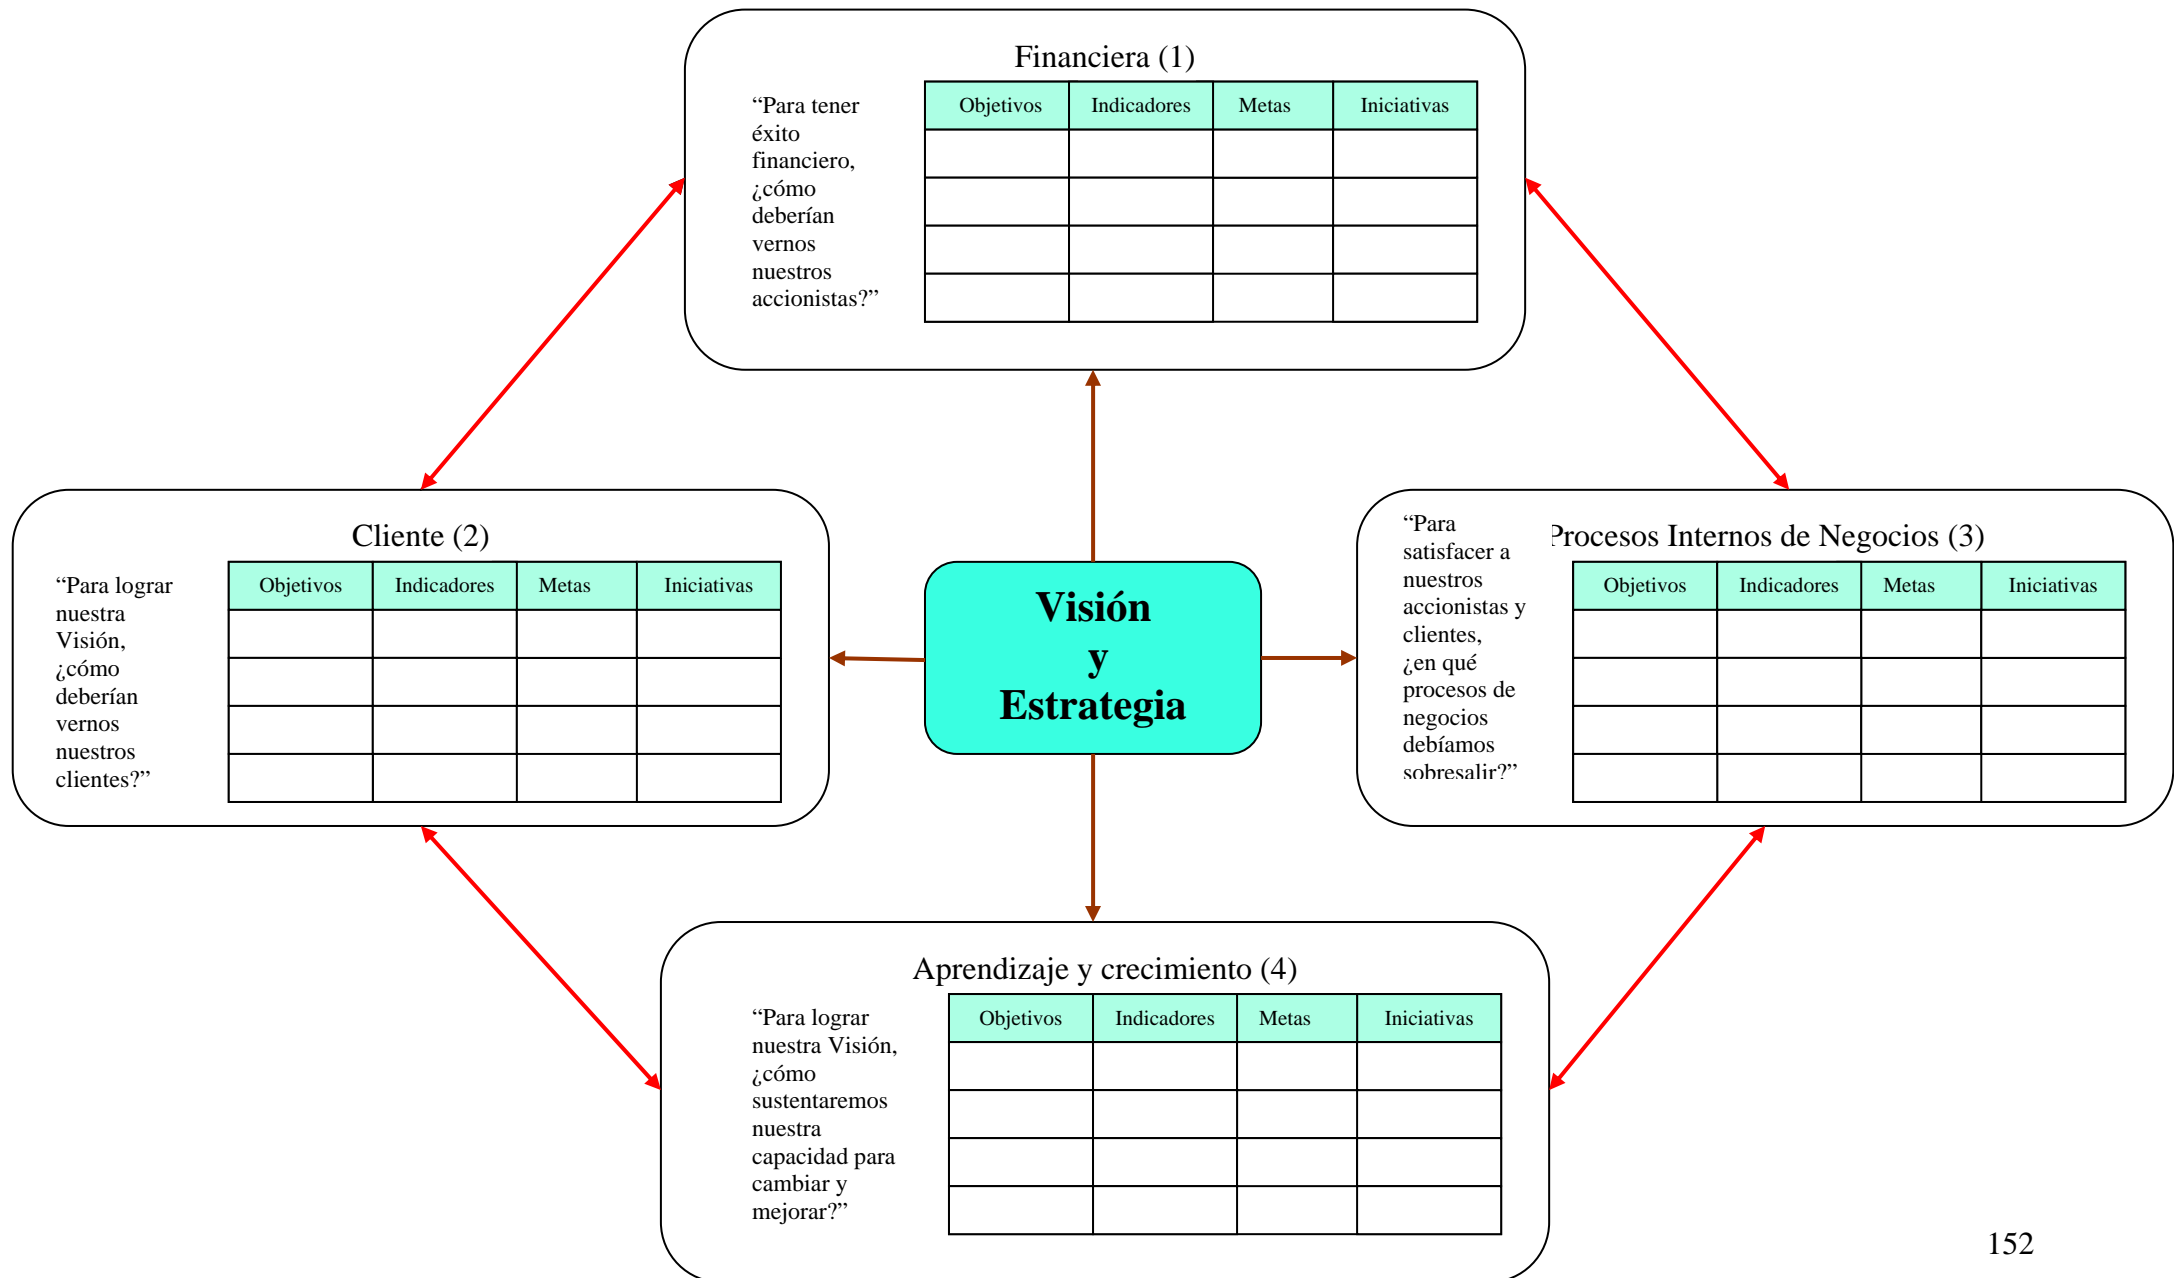 Financiera (1)
“Para tener
éxito
financiero,
¿cómo
deberían
vernos
nuestros
accionistas?”
Objetivos Indicadores Metas Iniciativas
Cliente (2)
“Para lograr
nuestra
Visión,
¿cómo
deberían
vernos
nuestros
clientes?”
Objetivos Indicadores Metas Iniciativas
Visión
y
Estrategia
Procesos Internos de Negocios (3)
“Para
satisfacer a
nuestros
accionistas y
clientes,
¿en qué
procesos de
negocios
debíamos
sobresalir?”
Objetivos Indicadores Metas Iniciativas
Aprendizaje y crecimiento (4)
“Para lograr
nuestra Visión,
¿cómo
sustentaremos
nuestra
capacidad para
cambiar y
mejorar?”
Objetivos Indicadores Metas Iniciativas
152